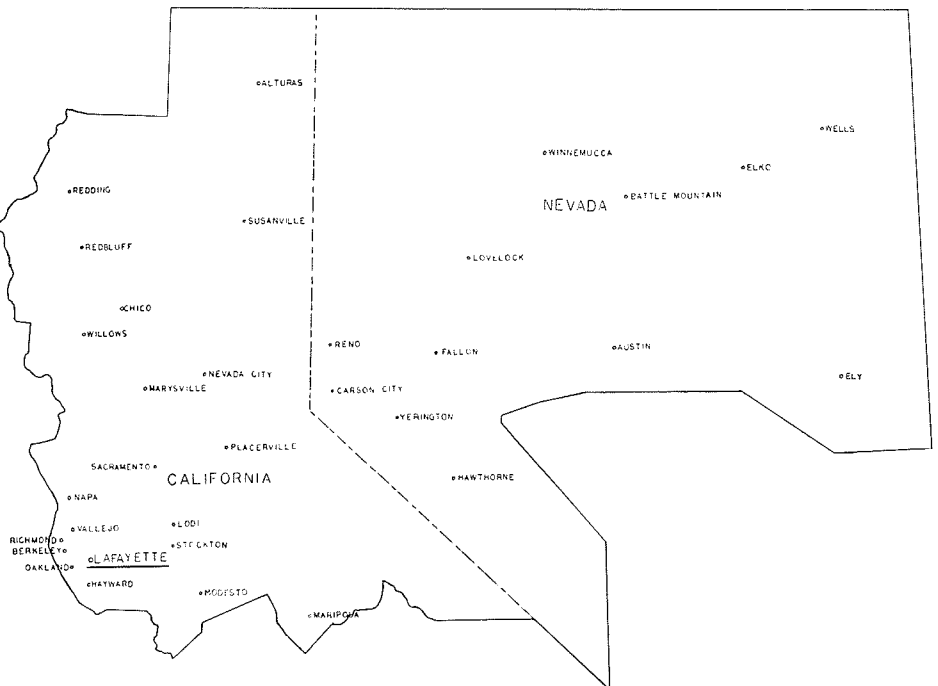 ALTURAS
WELLS
WINNEMUCCA
ELKO
REDDING
BATTLE MOUNTAIN
NEVADA
SUSANVILLE
REDBLUFF
LOVELOCK
CHICO
WILLOWS
RENO
FALLON
AUSTIN
NEVADA CITY
ELY
MARYSVILLE
CARSON CITY
YERINGTON
PLACERVILLE
SACRAMENTO
CALIFORNIA
HAWTHORNE
NAPA
VALLEJO
LODI
RICHMOND
STOCKTON
BERKELEY
LAFAYETTE
OAKLAND
HAYWARD
MODESTO
MARIPOSA